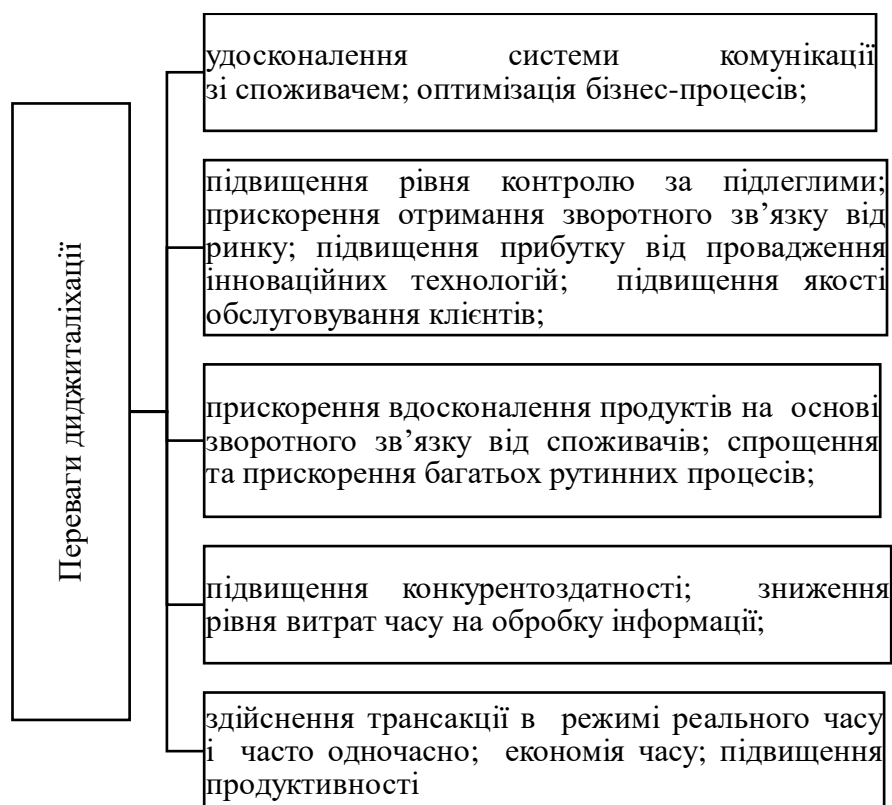 Переваги диджиталіхації
удосконалення системи комунікації
зі споживачем; оптимізація бізнес-процесів;
підвищення рівня контролю за підлеглими;
прискорення отримання зворотного зв’язку від
ринку; підвищення прибутку від провадження
інноваційних технологій; підвищення якості
обслуговування клієнтів;
прискорення вдосконалення продуктів на основі
зворотного зв’язку від споживачів; спрощення
та прискорення багатьох рутинних процесів;
підвищення конкурентоздатності; зниження
рівня витрат часу на обробку інформації;
здійснення трансакції в режимі реального часу
і часто одночасно; економія часу; підвищення
продуктивності